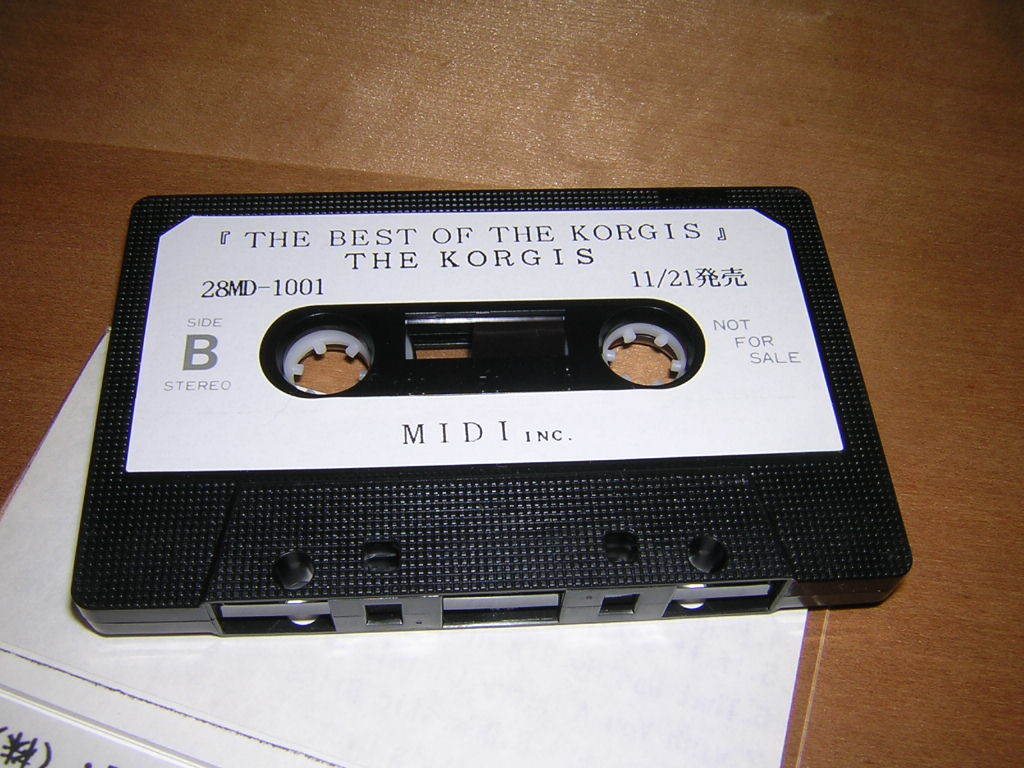 『 THE BEST OF THE KORGIS 』
THE KORGIS
28MD-1001
11/21発売
SIDE
B
STEREO
NOT
FOR
SALE
MIDI INC.
(株)